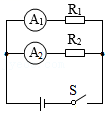 A₁ R₁
A₂ R₂
S